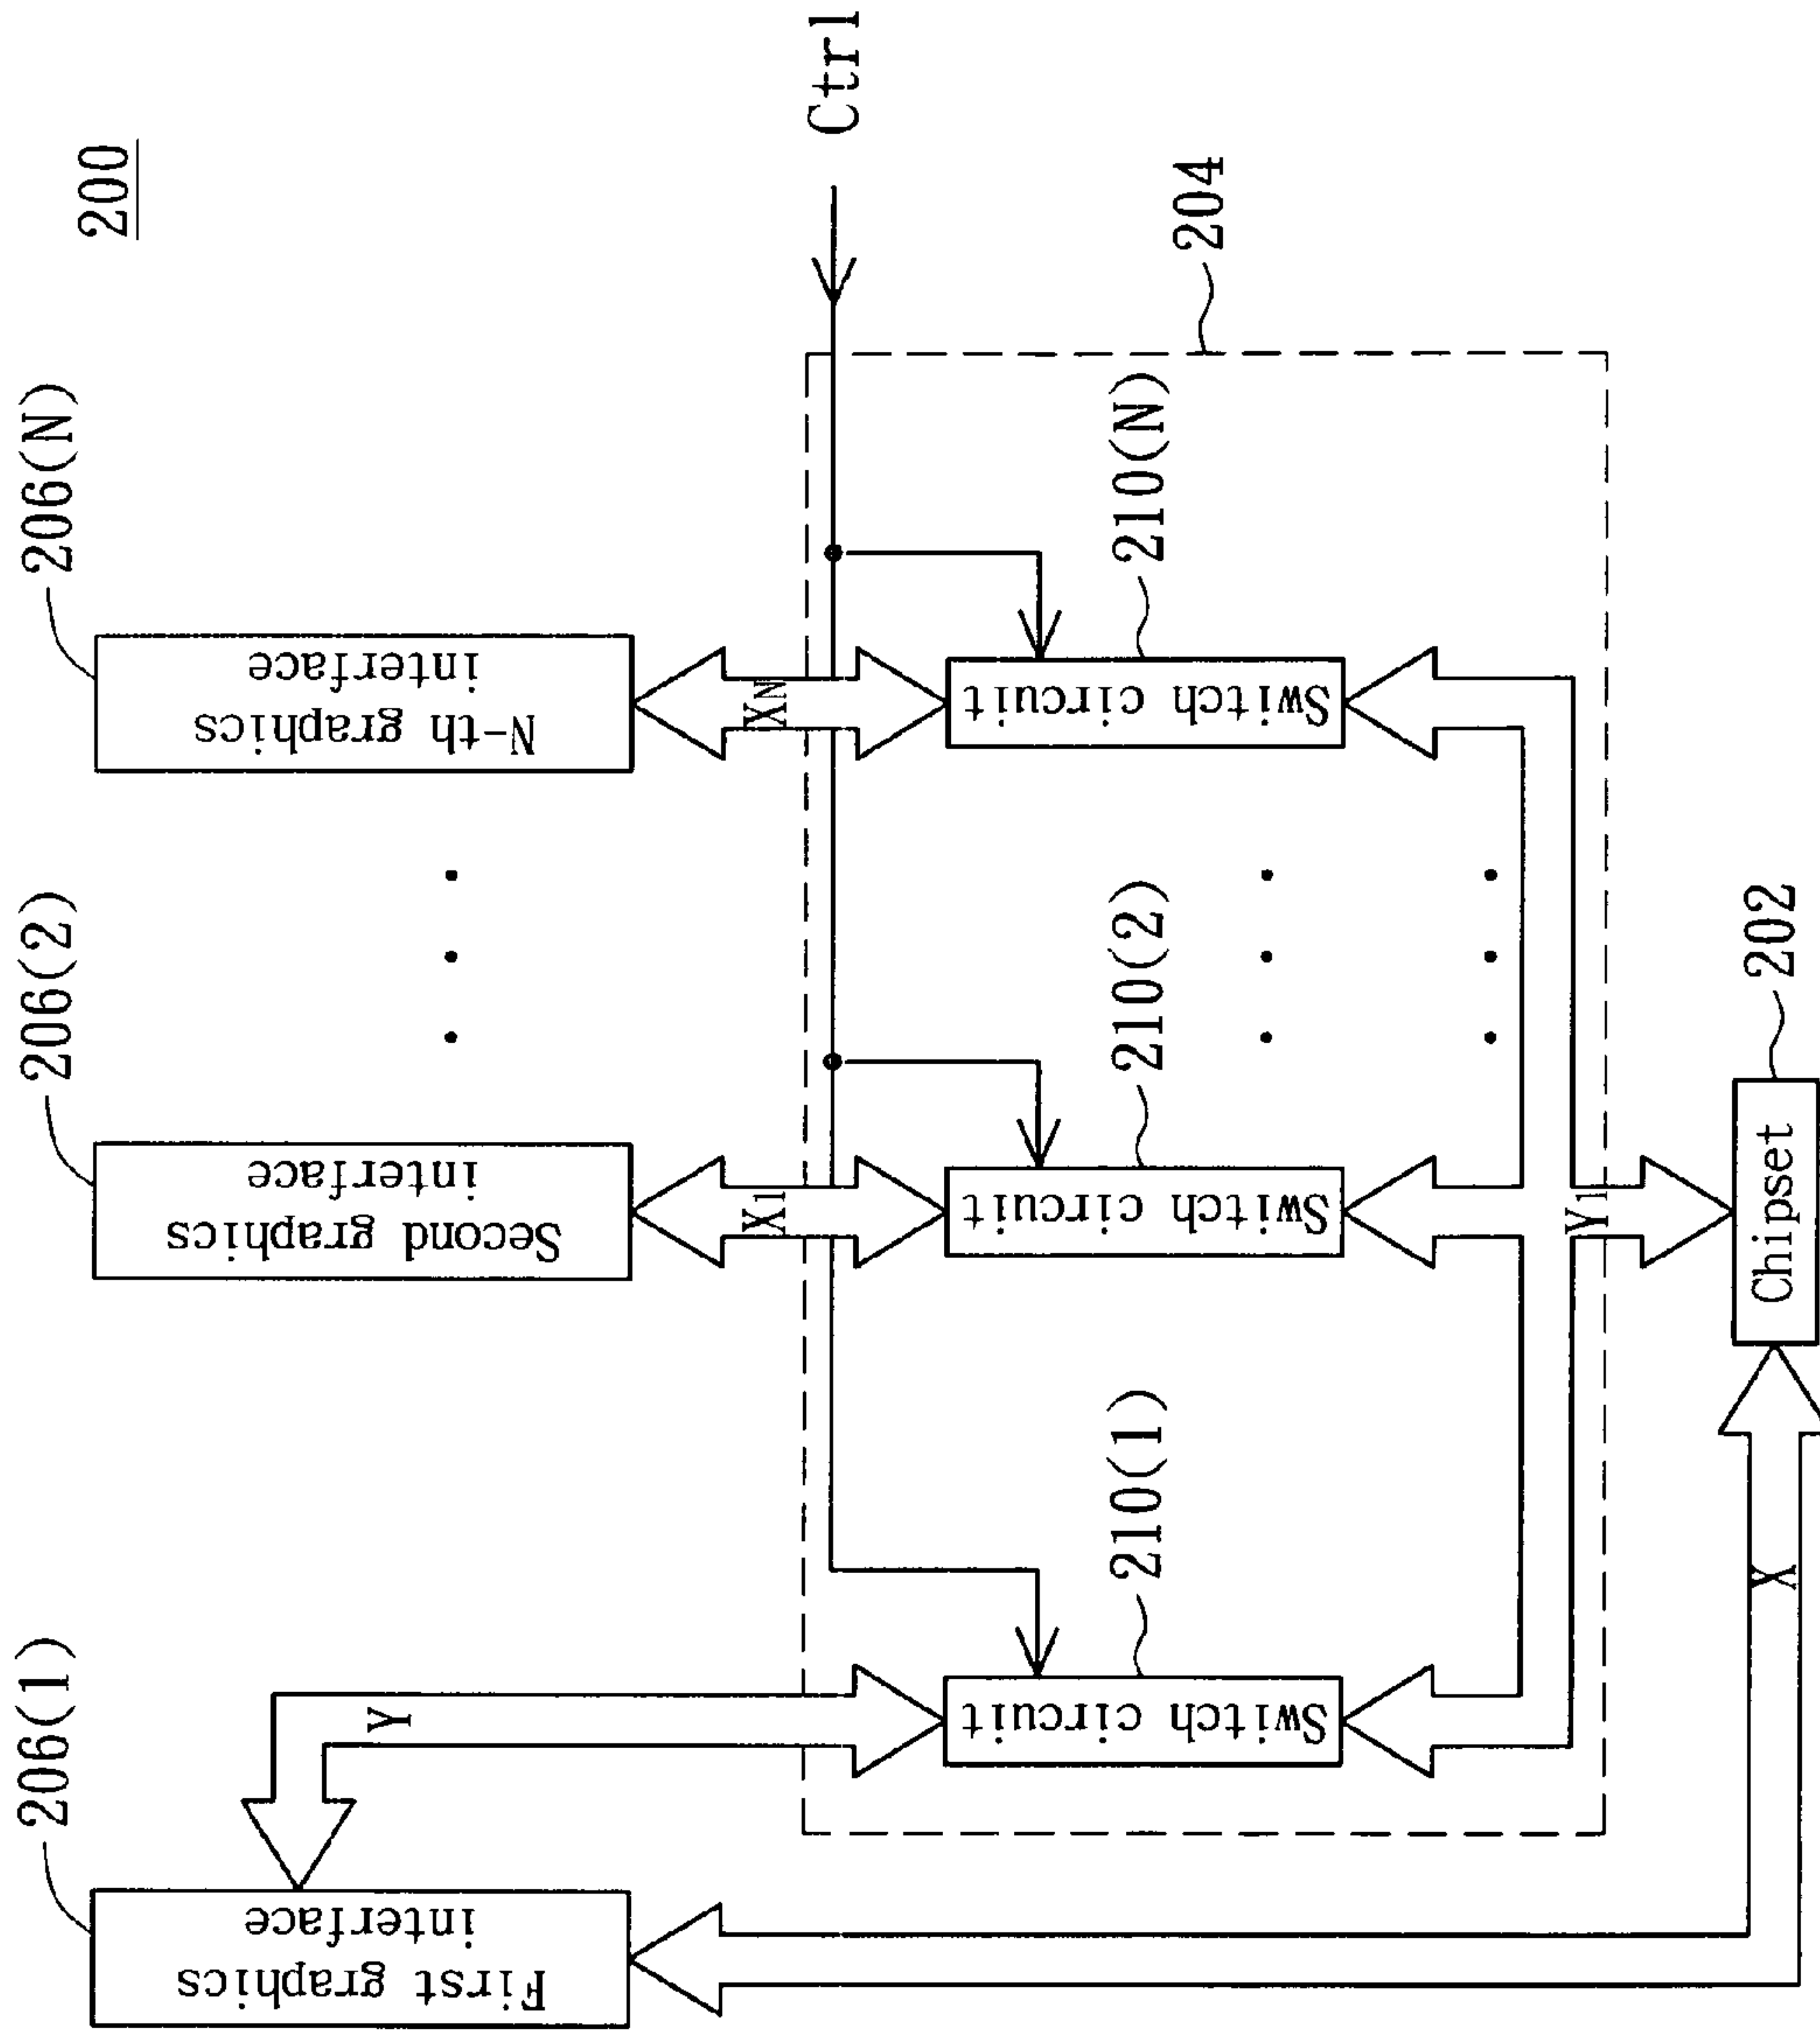 200
Ctrl
206(N)
N-th graphics
interface
206(2)
Second graphics
interface
206(1)
First graphics
interface
XN
X1
Y
204
210(N)
Switch circuit
210(2)
Switch circuit
210(1)
Switch circuit
Y1
202
Chipset
X